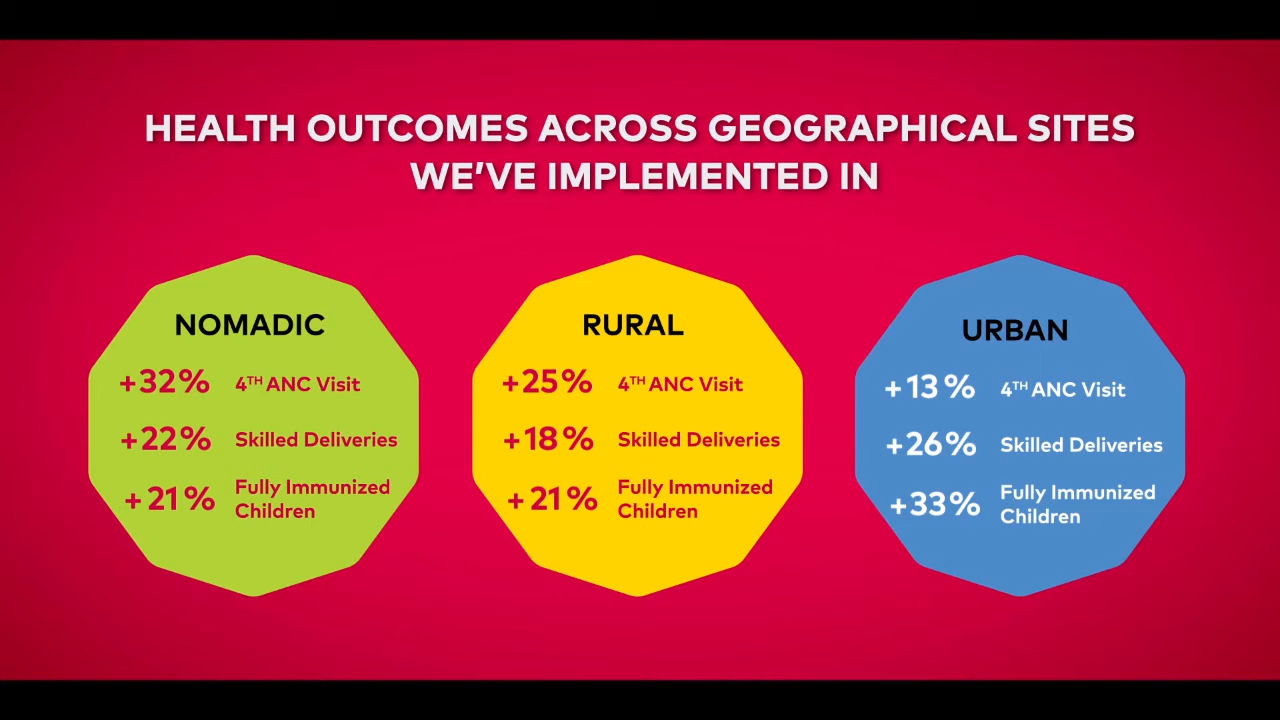 HEALTH OUTCOMES ACROSS GEOGRAPHICAL SITES
WE'VE IMPLEMENTED IN
NOMADIC
+32% 4TH ANC Visit
+22% Skilled Deliveries
+21% Fully Immunized
Children
RURAL
+25% 4TH ANC Visit
+18% Skilled Deliveries
+21% Fully Immunized
Children
URBAN
+13% 4TH ANC Visit
+26% Skilled Deliveries
+33% Fully Immunized
Children